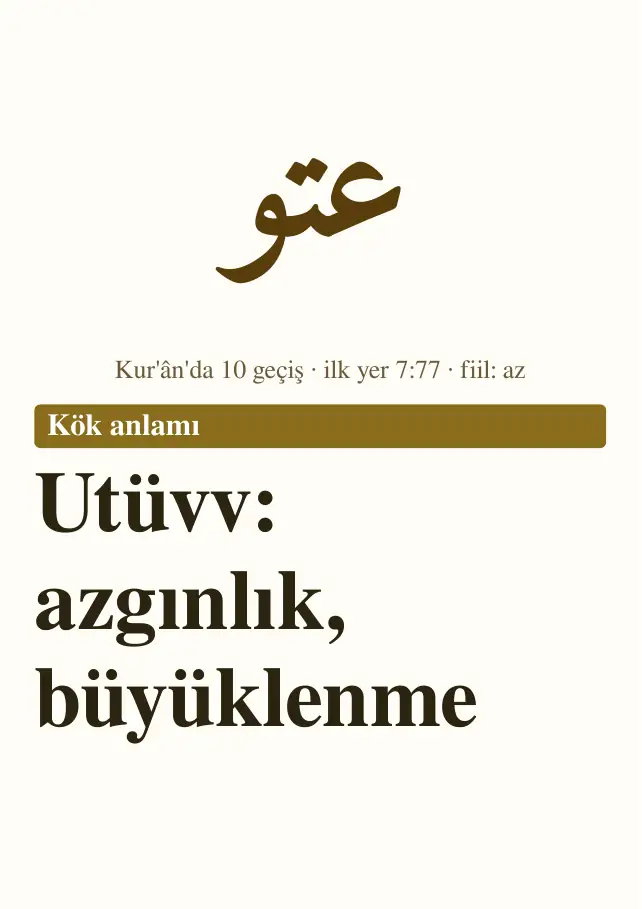 عتو
Kur'ân'da 10 geçiş · ilk yer 7:77 · fiil: az
Kök anlamı
Utüvv:
azgınlık,
büyüklenme